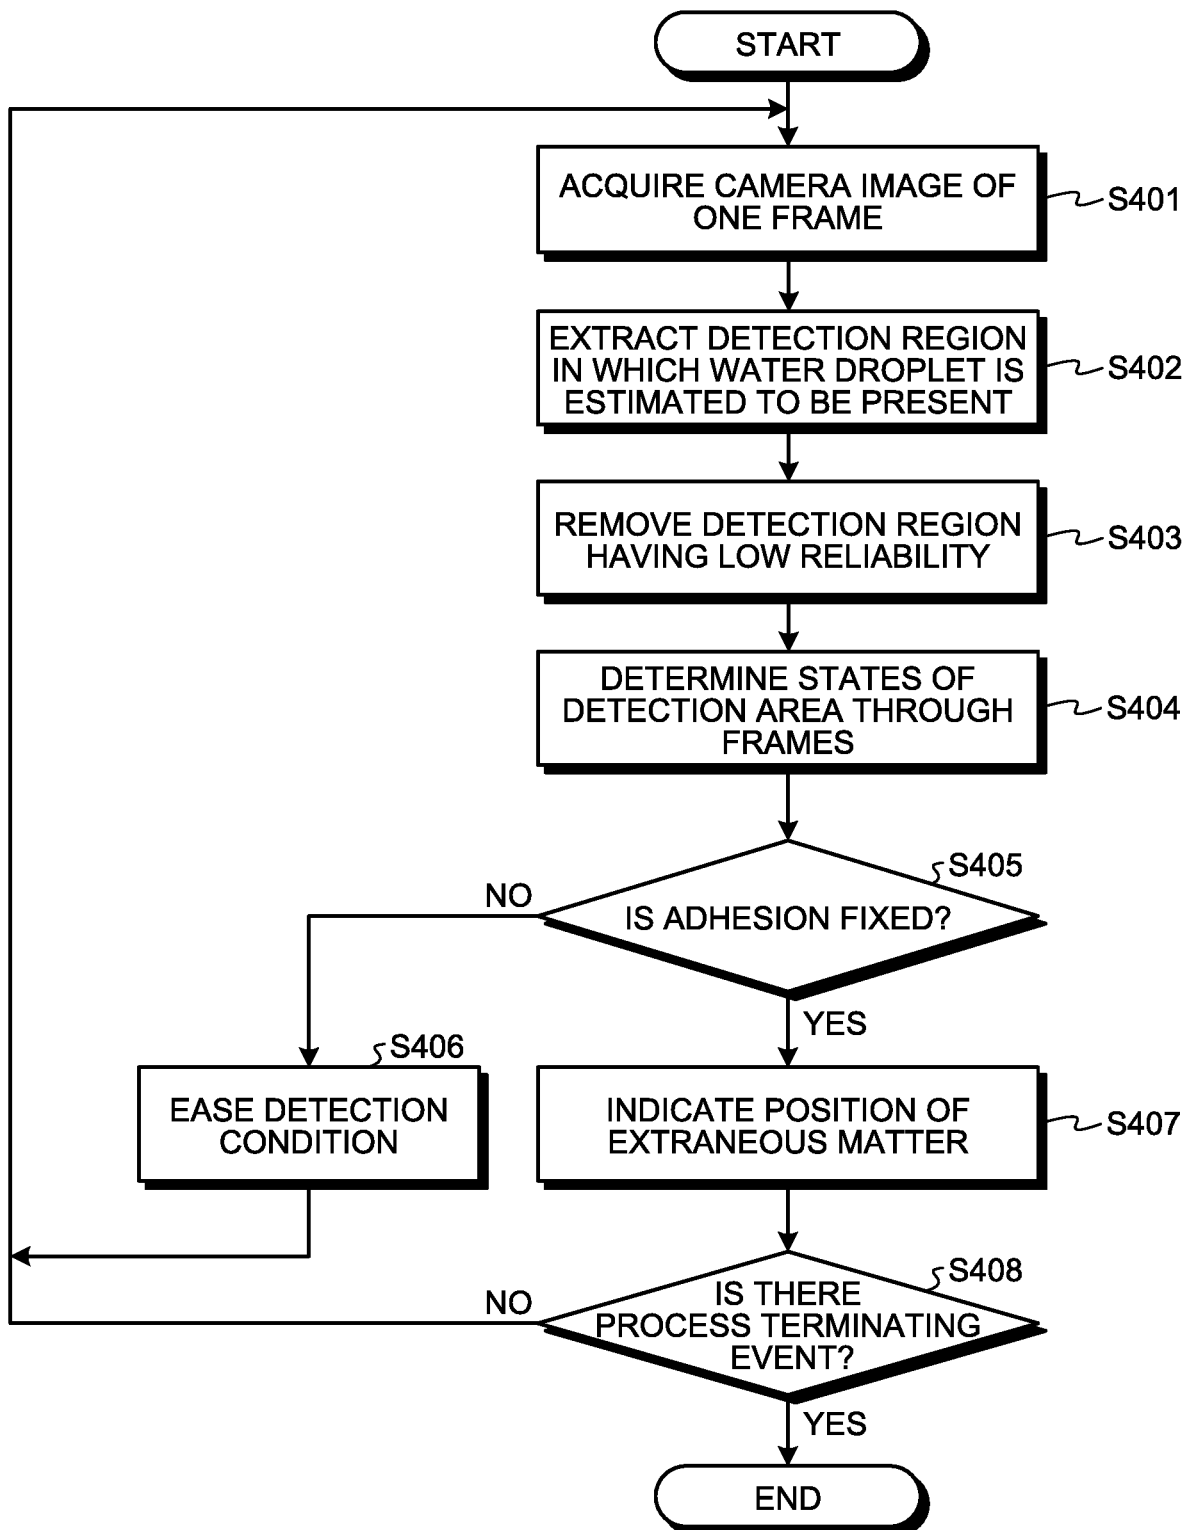 START
ACQUIRE CAMERA IMAGE OF
ONE FRAME
S401
EXTRACT DETECTION REGION
IN WHICH WATER DROPLET IS
ESTIMATED TO BE PRESENT
S402
REMOVE DETECTION REGION
HAVING LOW RELIABILITY
S403
DETERMINE STATES OF
DETECTION AREA THROUGH
FRAMES
S404
S405
IS ADHESION FIXED?
NO
YES
S406
EASE DETECTION
CONDITION
INDICATE POSITION OF
EXTRANEOUS MATTER
S407
S408
IS THERE
PROCESS TERMINATING
EVENT?
NO
YES
END